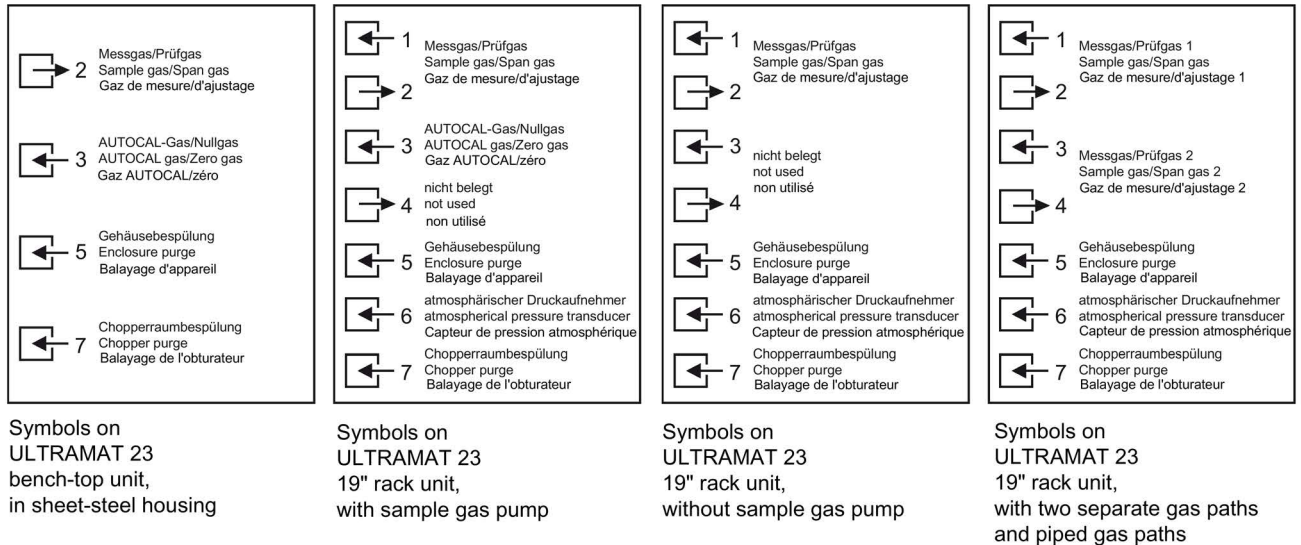 2
Messgas/Prüfgas
Sample gas/Span gas
Gaz de mesure/d'ajustage
3
AUTOCAL-Gas/Nullgas
AUTOCAL gas/Zero gas
Gaz AUTOCAL/zéro
5
Gehäusebespülung
Enclosure purge
Balayage d'appareil
7
Chopperraumbespülung
Chopper purge
Balayage de l'obturateur
Symbols on
ULTRAMAT 23
bench-top unit,
in sheet-steel housing
1
Messgas/Prüfgas
Sample gas/Span gas
Gaz de mesure/d'ajustage
2
3
AUTOCAL-Gas/Nullgas
AUTOCAL gas/Zero gas
Gaz AUTOCAL/zéro
4
nicht belegt
not used
non utilisé
5
Gehäusebespülung
Enclosure purge
Balayage d'appareil
6
atmosphärischer Druckaufnehmer
atmospherical pressure transducer
Capteur de pression atmosphérique
7
Chopperraumbespülung
Chopper purge
Balayage de l'obturateur
Symbols on
ULTRAMAT 23
19" rack unit,
with sample gas pump
1
Messgas/Prüfgas
Sample gas/Span gas
Gaz de mesure/d'ajustage
2
3
nicht belegt
not used
non utilisé
4
5
Gehäusebespülung
Enclosure purge
Balayage d'appareil
6
atmosphärischer Druckaufnehmer
atmospherical pressure transducer
Capteur de pression atmosphérique
7
Chopperraumbespülung
Chopper purge
Balayage de l'obturateur
Symbols on
ULTRAMAT 23
19" rack unit,
without sample gas pump
1
Messgas/Prüfgas 1
Sample gas/Span gas
Gaz de mesure/d'ajustage 1
2
3
Messgas/Prüfgas 2
Sample gas/Span gas 2
Gaz de mesure/d'ajustage 2
4
5
Gehäusebespülung
Enclosure purge
Balayage d'appareil
6
atmosphärischer Druckaufnehmer
atmospherical pressure transducer
Capteur de pression atmosphérique
7
Chopperraumbespülung
Chopper purge
Balayage de l'obturateur
Symbols on
ULTRAMAT 23
19" rack unit,
with two separate gas paths
and piped gas paths